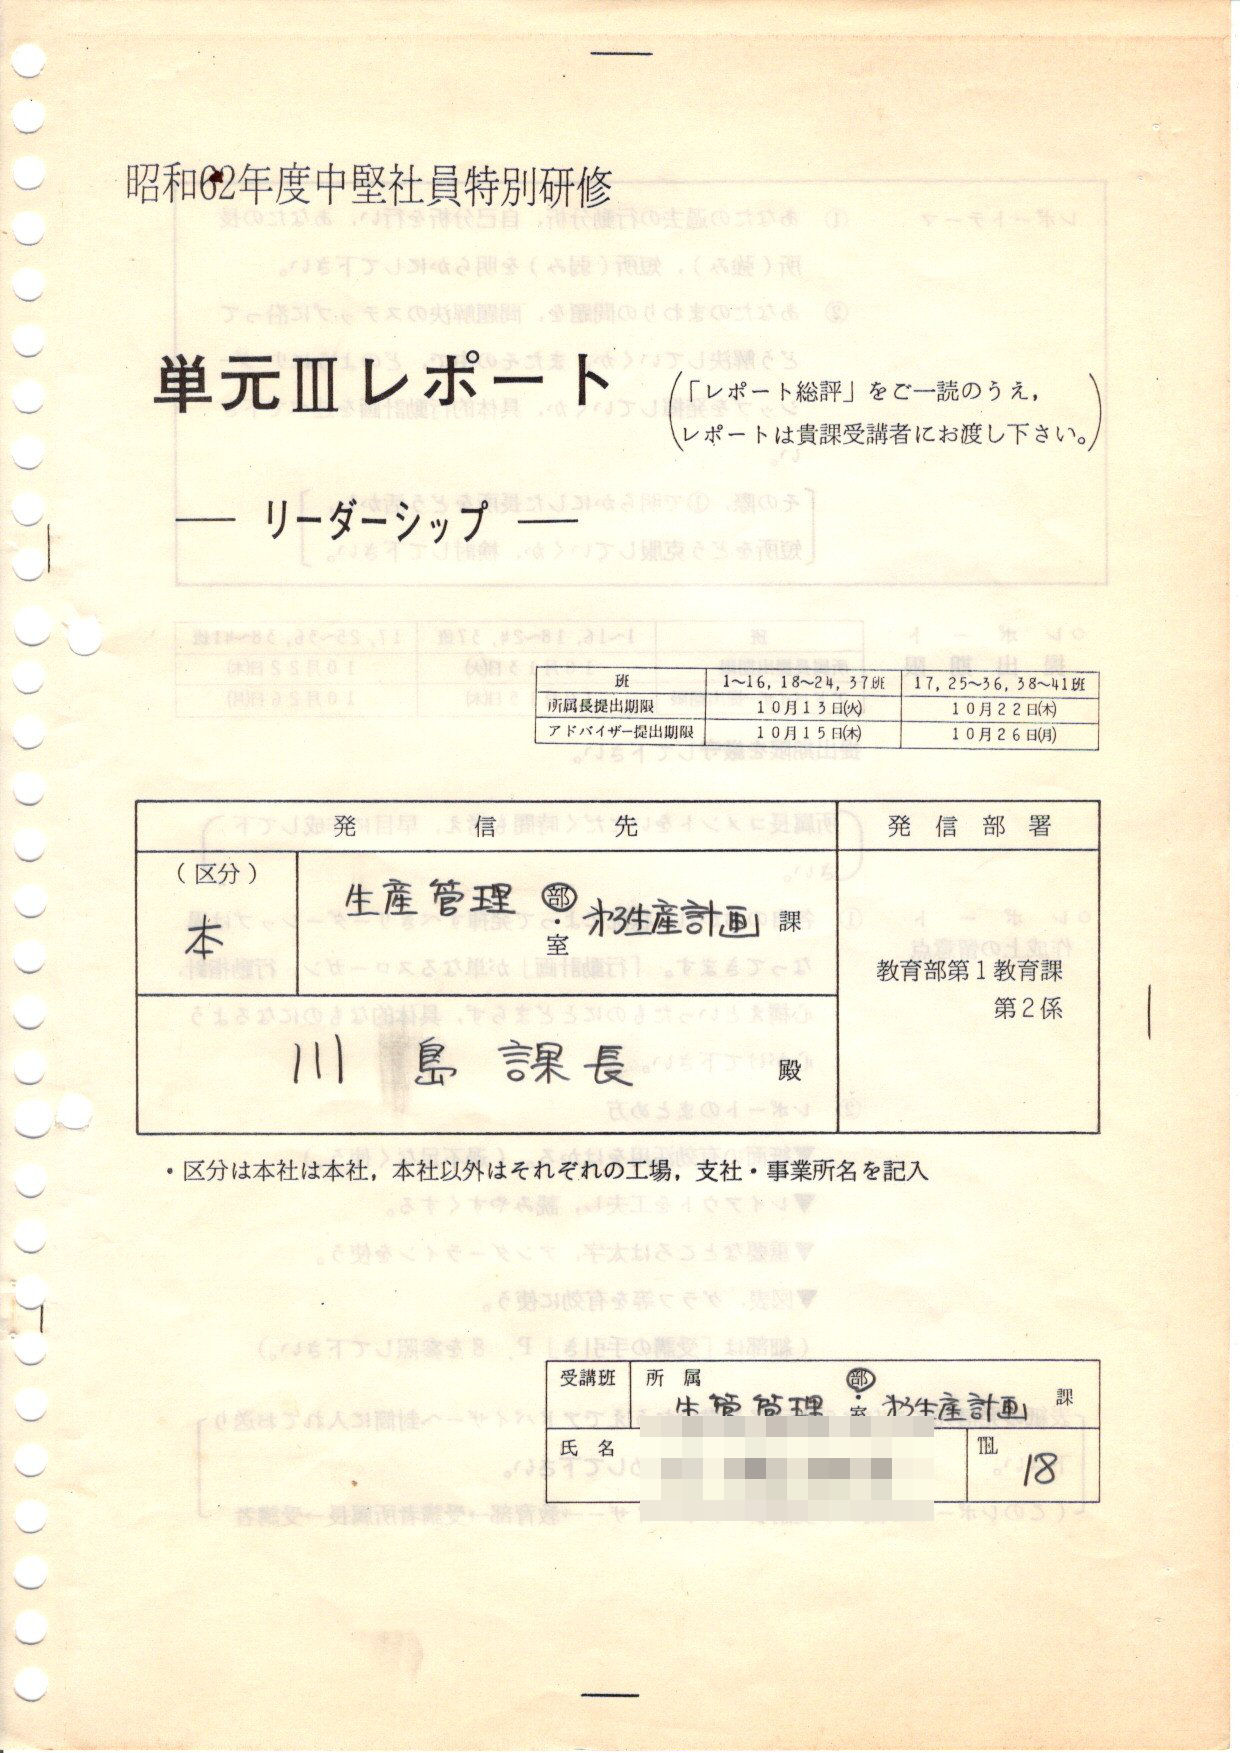 昭和62年度中堅社員特別研修
単元Ⅲレポート
(「レポート総評」をご一読のうえ,
レポートは貴課受講者にお渡し下さい。)
— リーダーシップ —
班 1~16, 18~24, 37班 17, 25~36, 38~41班
所属長提出期限 10月13日(火) 10月22日(木)
アドバイザー提出期限 10月15日(木) 10月26日(月)
発信先 発信部署
(区分)
本
生産管理 部・室 生産計画 課
教育部第1教育課
第2係
川島課長 殿
・区分は本社は本社,本社以外はそれぞれの工場,支社・事業所名を記入
受講班 所属
管理 部・室 生産計画 課
氏名
TEL
18